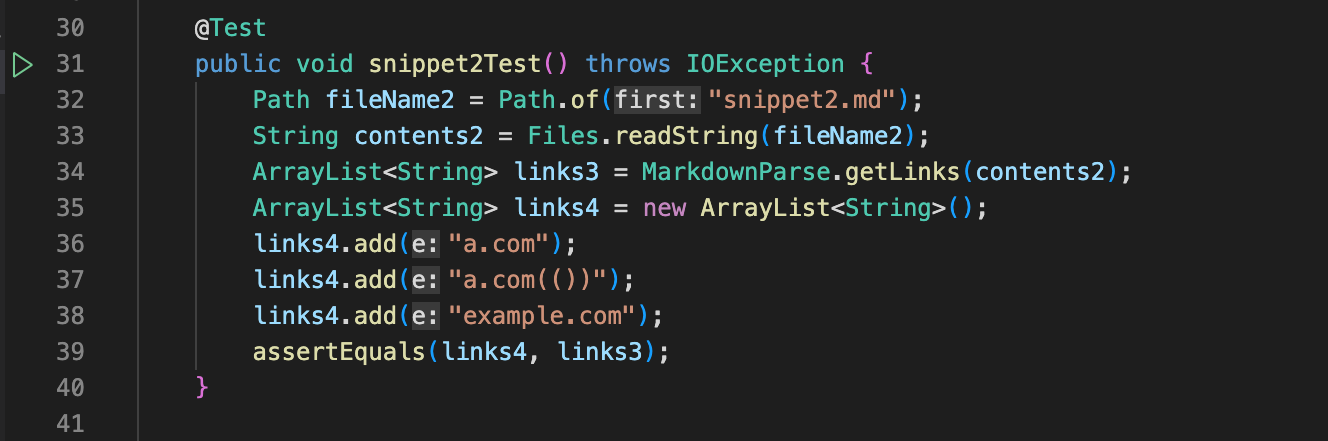 30 @Test
31 public void snippet2Test() throws IOException {
32 Path fileName2 = Path.of(first: "snippet2.md");
33 String contents2 = Files.readString(fileName2);
34 ArrayList<String> links3 = MarkdownParse.getLinks(contents2);
35 ArrayList<String> links4 = new ArrayList<String>();
36 links4.add(e: "a.com");
37 links4.add(e: "a.com(())");
38 links4.add(e: "example.com");
39 assertEquals(links4, links3);
40 }
41